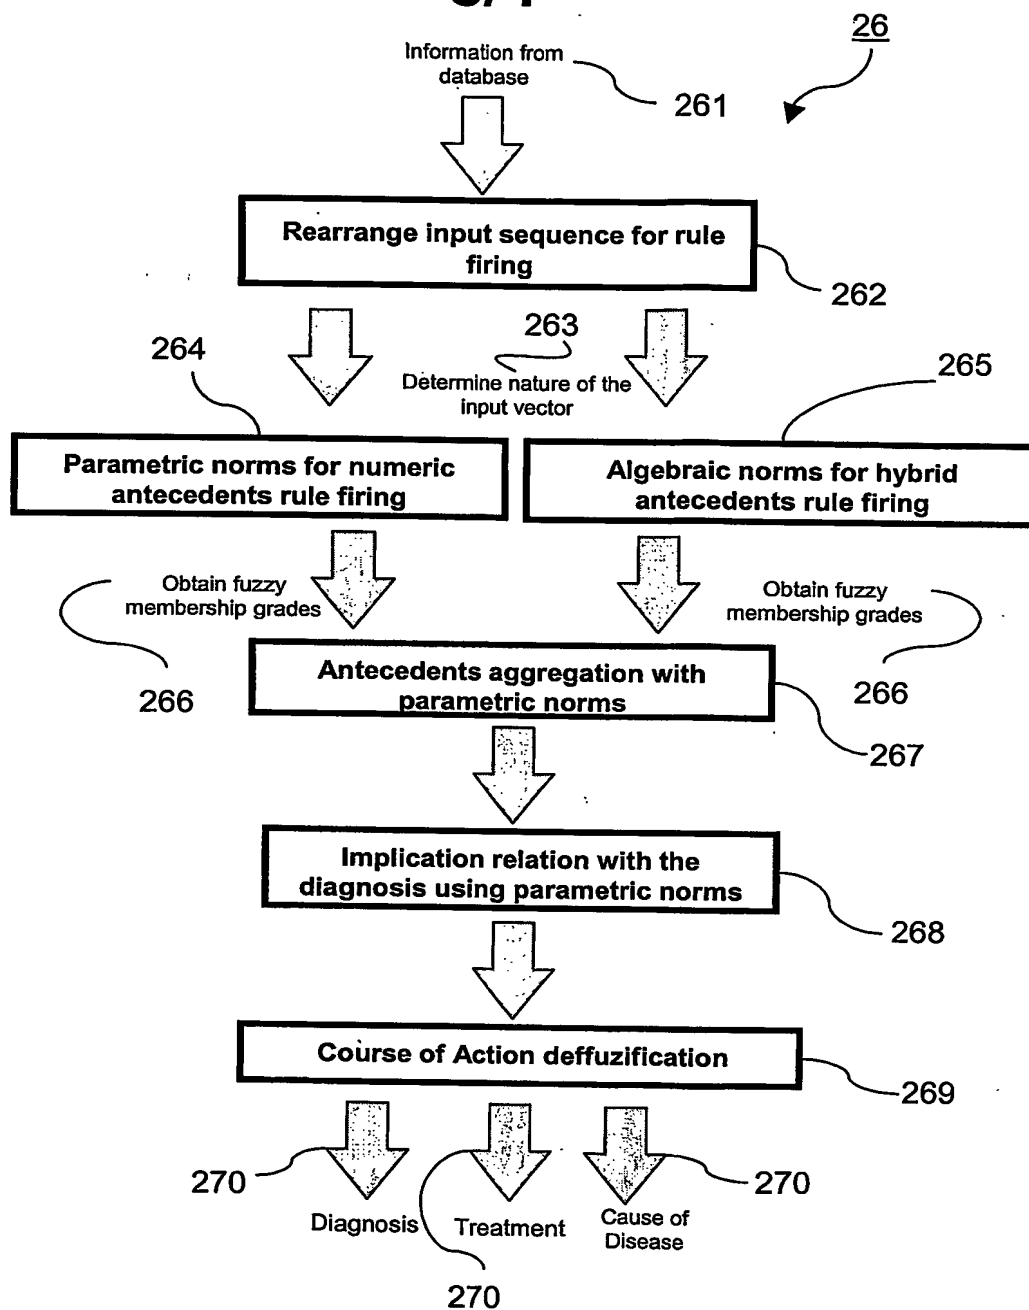 26
Information from
database
261
Rearrange input sequence for rule
firing
262
263
264
265
Determine nature of the
input vector
Parametric norms for numeric
antecedents rule firing
Algebraic norms for hybrid
antecedents rule firing
Obtain fuzzy
membership grades
Obtain fuzzy
membership grades
266
266
Antecedents aggregation with
parametric norms
267
Implication relation with the
diagnosis using parametric norms
268
Course of Action deffuzification
269
270
270
Diagnosis
Treatment
Cause of
Disease
270